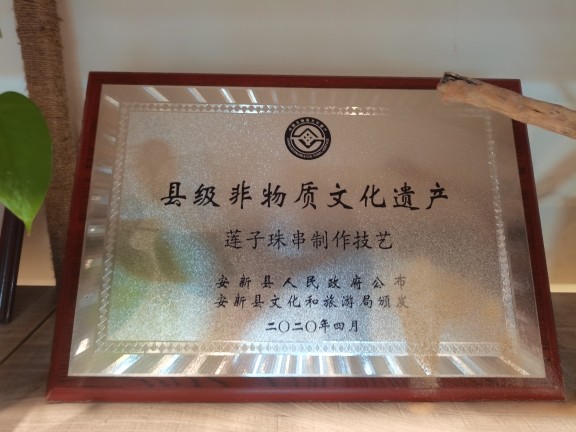 县级非物质文化遗产
莲子珠串制作技艺
安新县人民政府公布
安新县文化和旅游局颁发
二〇二〇年四月